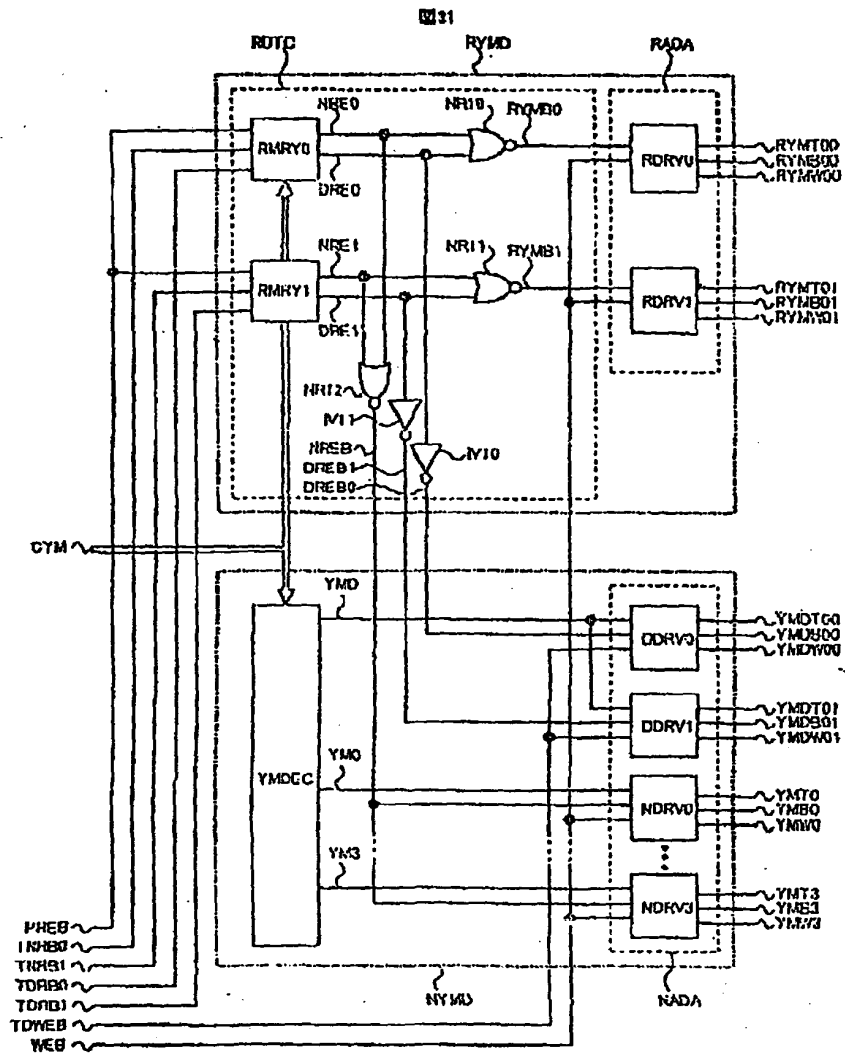 図31
RDTC
RYMD
RADA
NRE0
NR10
RYMB0
RMRY0
DRE0
RDRV0
RYMT00
RYMB00
RYMW00
NRE1
NR11
RYMB1
RMRY1
DRE1
RDRV1
RYMT01
RYMB01
RYMW01
NR12
IV11
NREB
IV10
DREB1
DREB0
CYM
YMD
DDRV0
YMDT00
YMDB00
YMDW00
DDRV1
YMDT01
YMDB01
YMDW01
YM0
YMDEC
NDRV0
YMT0
YMB0
YMW0
YM3
NDRV3
YMT3
YMB3
YMW3
PREB
TNRB0
TNRB1
TDRB0
TDRB1
TDWEB
WEB
NYMD
NADA